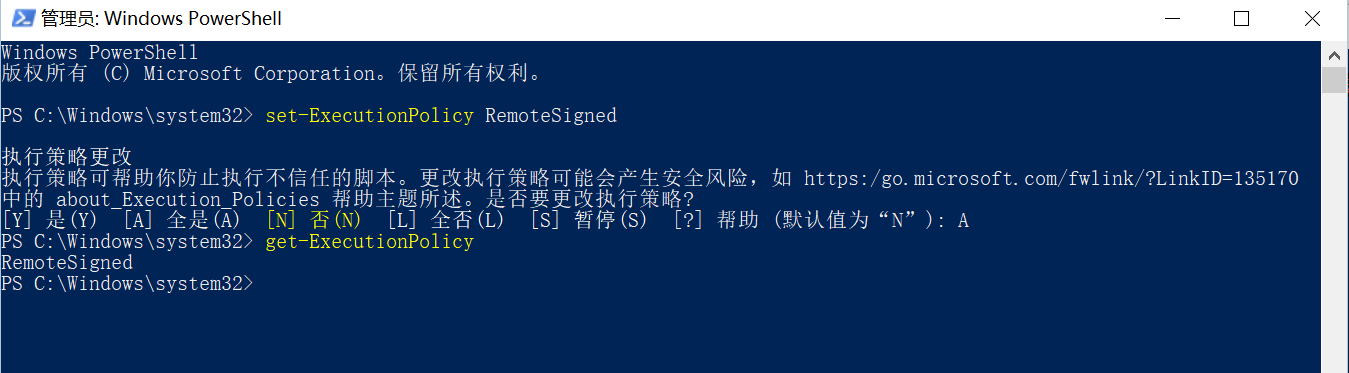 管理员: Windows PowerShell
Windows PowerShell
版权所有 (C) Microsoft Corporation。保留所有权利。
PS C:\Windows\system32> set-ExecutionPolicy RemoteSigned
执行策略更改
执行策略可帮助你防止执行不信任的脚本。更改执行策略可能会产生安全风险，如 https:/go.microsoft.com/fwlink/?LinkID=135170
中的 about_Execution_Policies 帮助主题所述。是否要更改执行策略?
[Y] 是(Y)  [A] 全是(A)  [N] 否(N)  [L] 全否(L)  [S] 暂停(S)  [?] 帮助 (默认值为“N”): A
PS C:\Windows\system32> get-ExecutionPolicy
RemoteSigned
PS C:\Windows\system32>